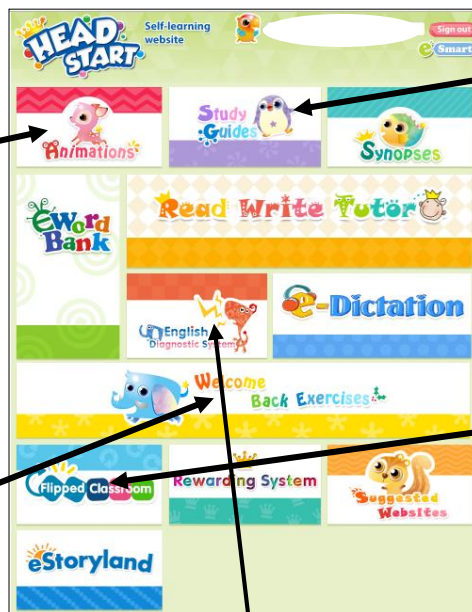 HEAD
START
Self-learning
website
Sign out
eSmart
Animations
Study
Guides
Synopses
eWord
Bank
Read Write Tutor
English
Diagnostic System
e-Dictation
Welcome
Back Exercises
Flipped Classroom
Rewarding System
Suggested
Websites
eStoryland